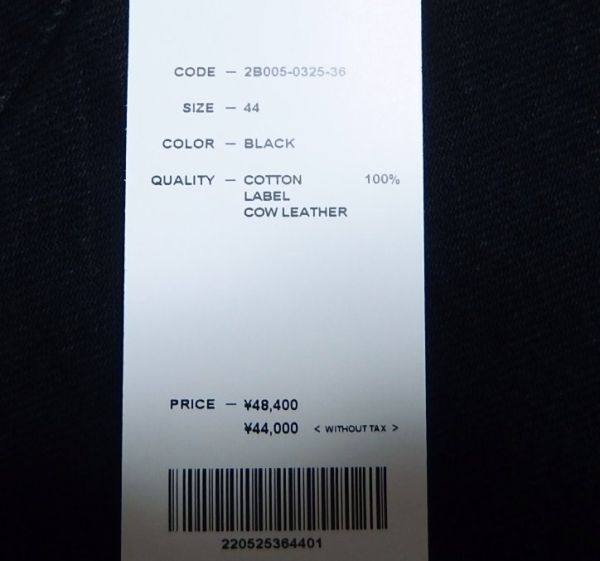 CODE — 2B005-0325-36
SIZE — 44
COLOR — BLACK
QUALITY — COTTON 100%
LABEL
COW LEATHER
PRICE — ¥48,400
¥44,000 < WITHOUT TAX >
220525364401